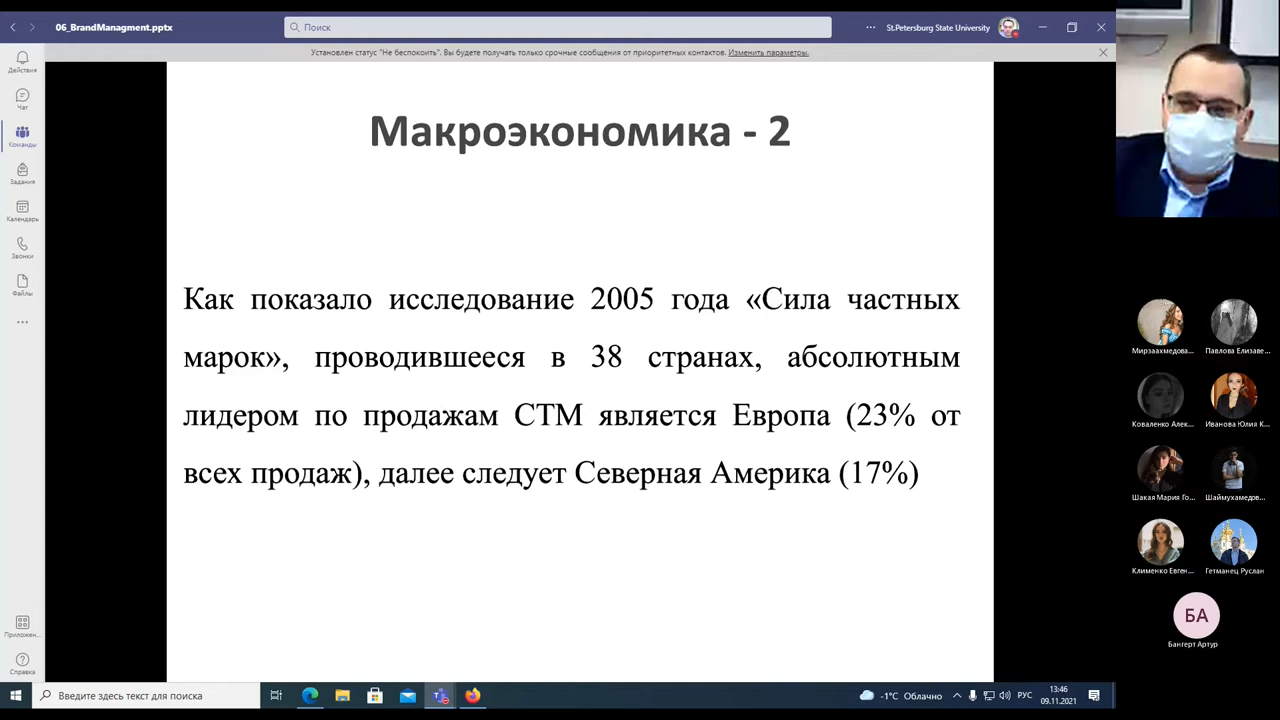 06_BrandManagment.pptx
Поиск
St.Petersburg State University
Установлен статус "Не беспокоить". Вы будете получать только срочные сообщения от приоритетных контактов. Изменить параметры.
Действия
Чат
Команды
Задания
Календарь
Звонки
Файлы
Приложен...
Справка
Макроэкономика - 2
Как показало исследование 2005 года «Сила частных
марок», проводившееся в 38 странах, абсолютным
лидером по продажам СТМ является Европа (23% от
всех продаж), далее следует Северная Америка (17%)
Мирзаахмедова...
Павлова Елизаве...
Коваленко Алек...
Иванова Юлия К...
Шакая Мария Го...
Шаймухамедов...
Клименко Евген...
Гетманец Руслан
БА
Бангерт Артур
Введите здесь текст для поиска
-1°C Облачно
РУС
13:46
09.11.2021